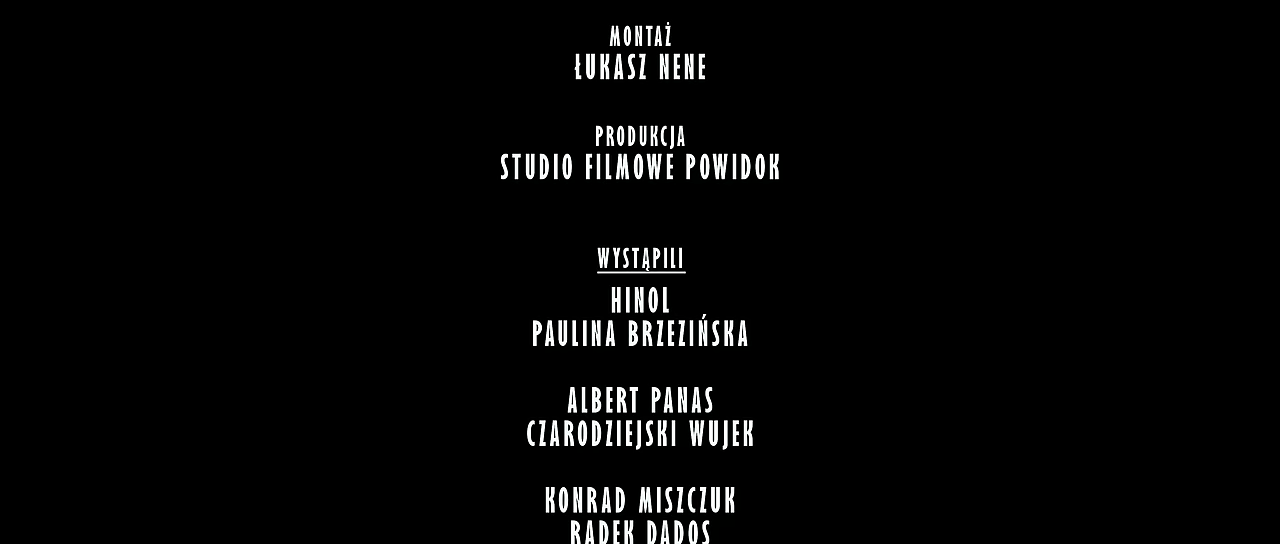 MONTAŻ
ŁUKASZ NENE
PRODUKCJA
STUDIO FILMOWE POWIDOK
WYSTĄPILI
HINOL
PAULINA BRZEZIŃSKA
ALBERT PANAS
CZARODZIEJSKI WUJEK
KONRAD MISZCZUK
RADEK DADOS